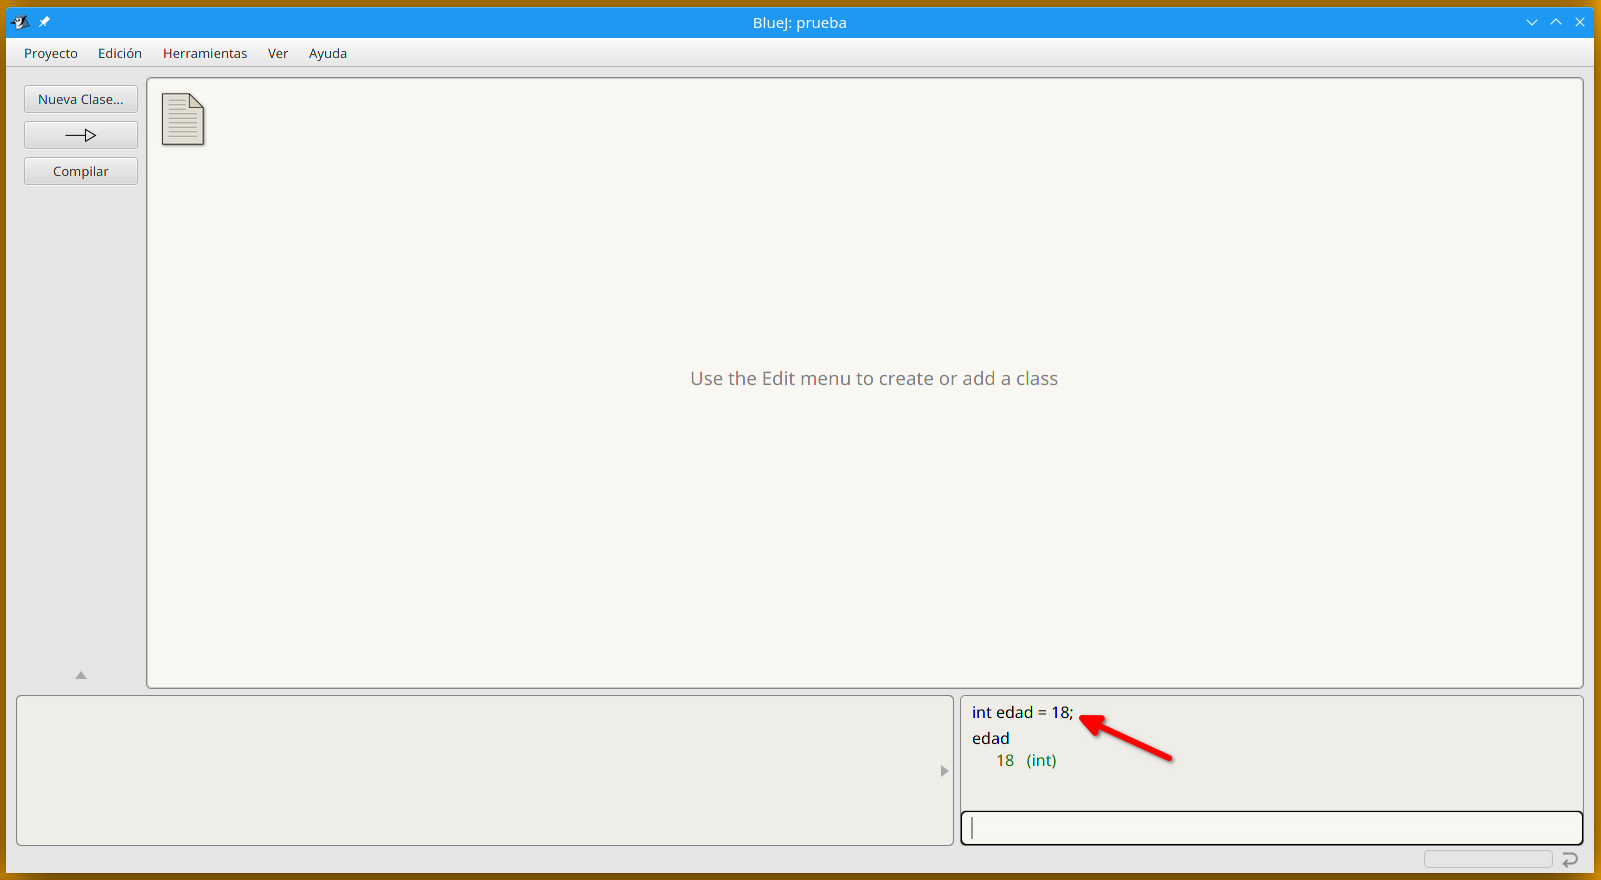 BlueJ: prueba
Proyecto Edición Herramientas Ver Ayuda
Nueva Clase...
Compilar
Use the Edit menu to create or add a class
int edad = 18;
edad
18 (int)